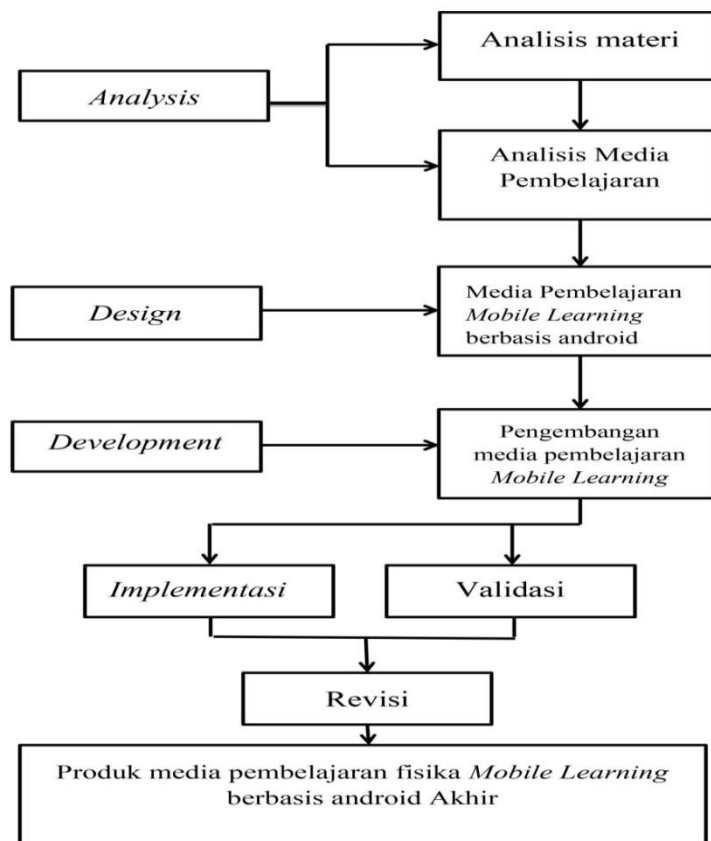 Analisis materi
Analysis
Analisis Media
Pembelajaran
Media Pembelajaran
Mobile Learning
berbasis android
Design
Pengembangan
media pembelajaran
Mobile Learning
Development
Implementasi
Validasi
Revisi
Produk media pembelajaran fisika Mobile Learning
berbasis android Akhir